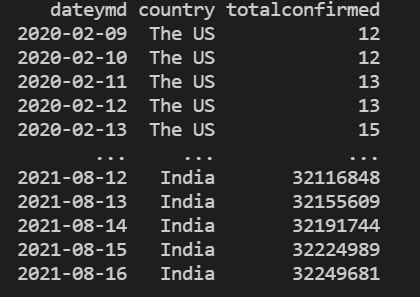 dateymd country totalconfirmed
2020-02-09 The US 12
2020-02-10 The US 12
2020-02-11 The US 13
2020-02-12 The US 13
2020-02-13 The US 15
... ... ...
2021-08-12 India 32116848
2021-08-13 India 32155609
2021-08-14 India 32191744
2021-08-15 India 32224989
2021-08-16 India 32249681